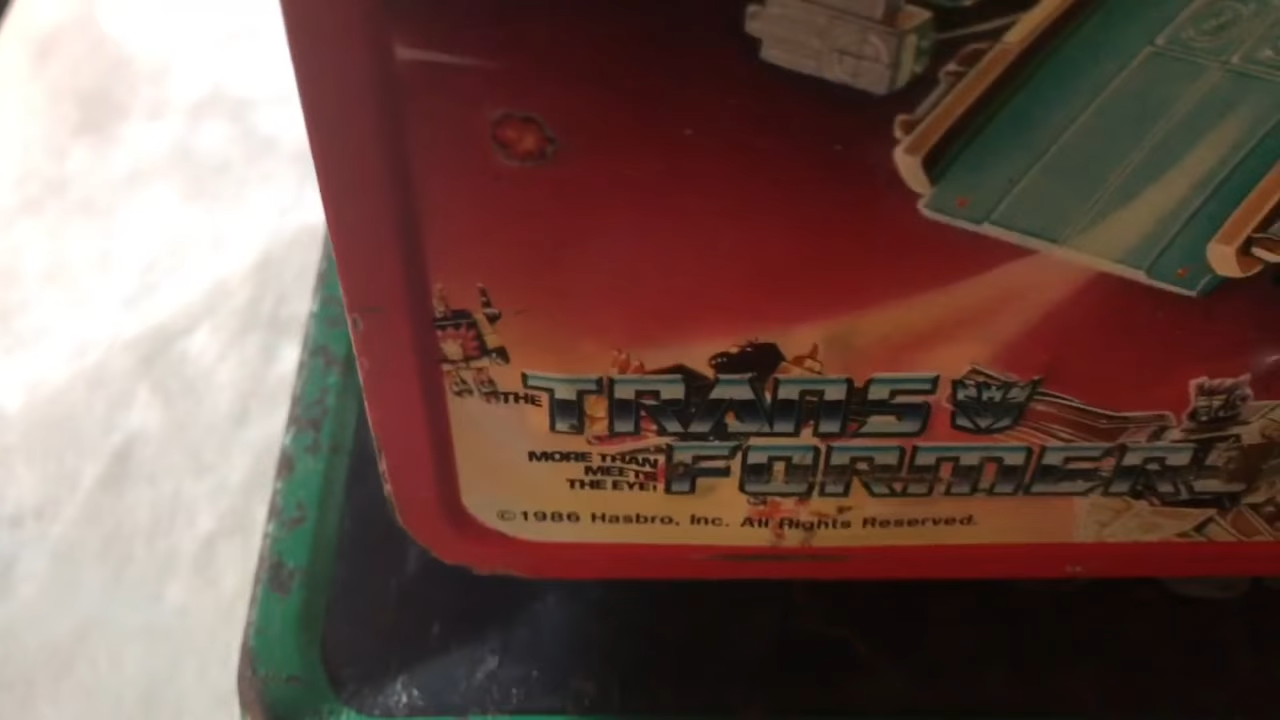 THE TRANS
FORMERS
MORE THAN
MEETS
THE EYE!
©1986 Hasbro, Inc. All Rights Reserved.